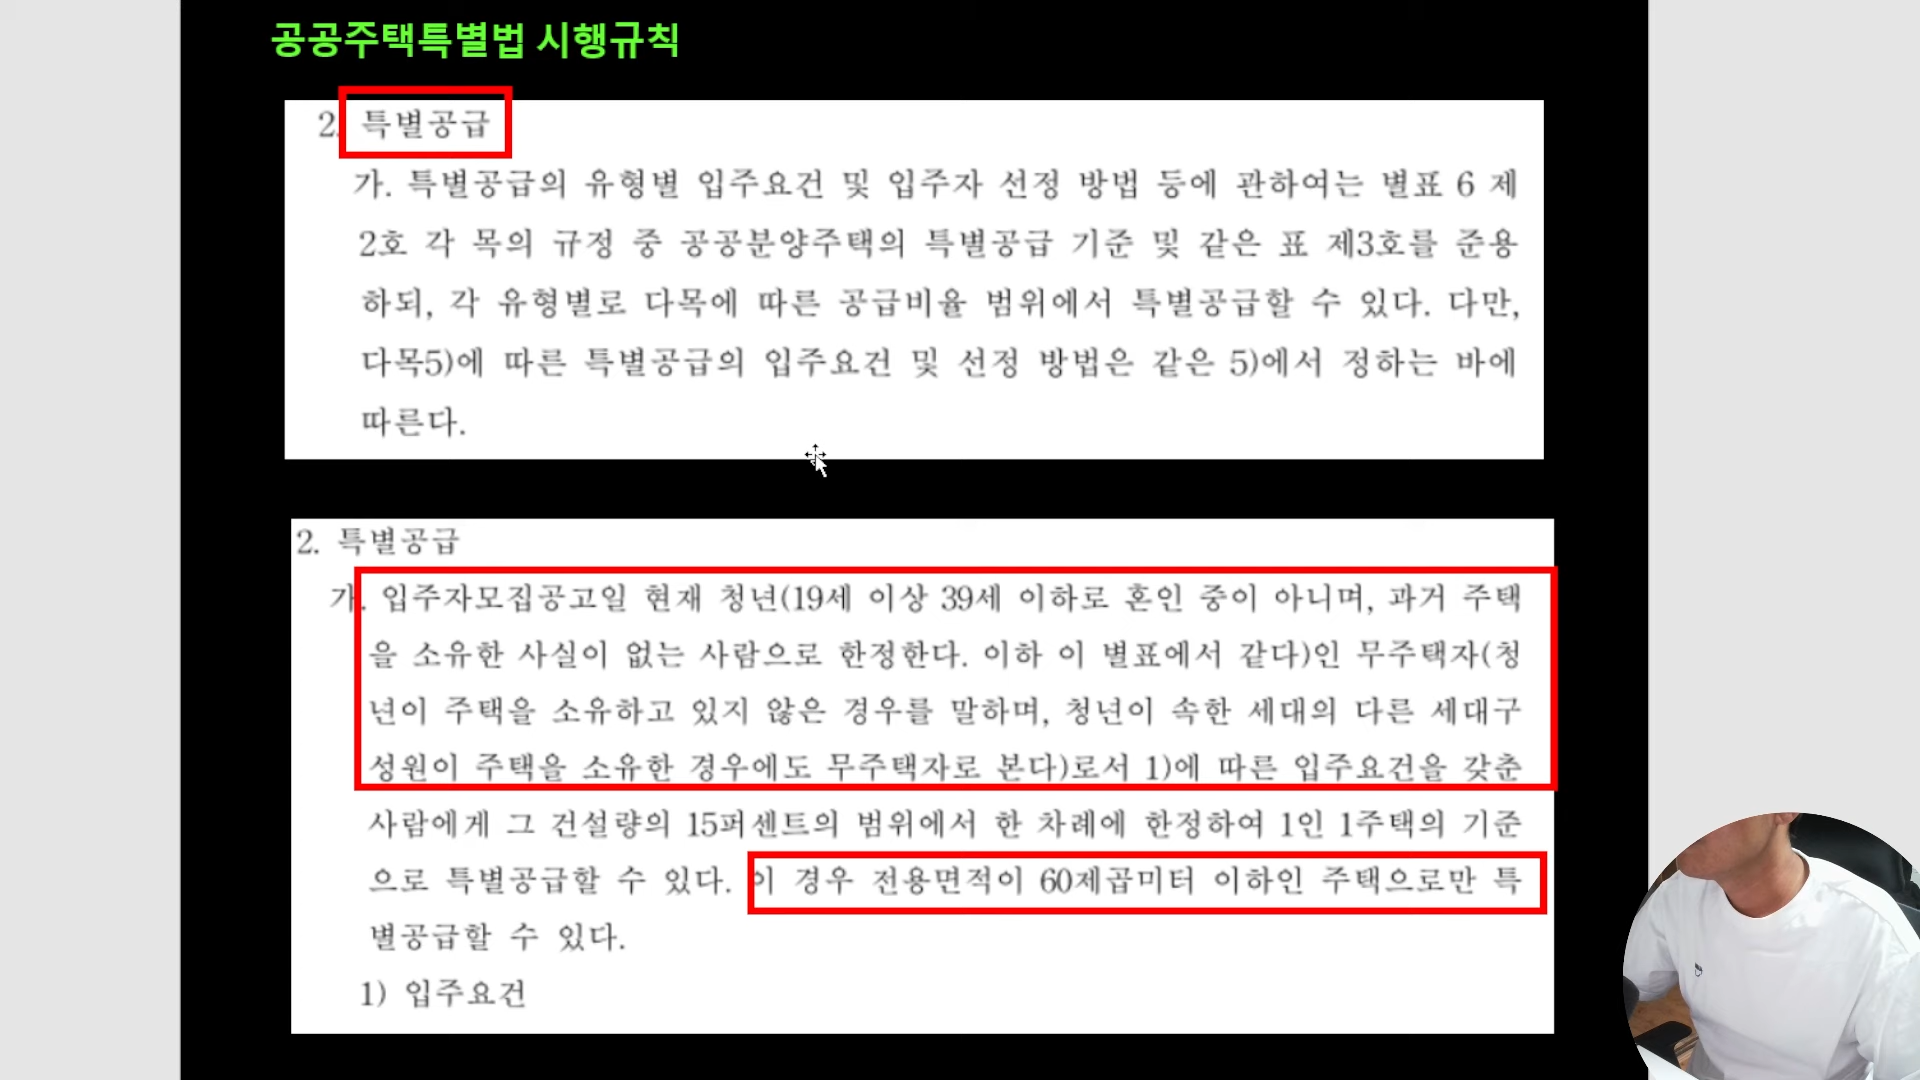 공공주택특별법 시행규칙
2. 특별공급
가. 특별공급의 유형별 입주요건 및 입주자 선정 방법 등에 관하여는 별표 6 제
2호 각 목의 규정 중 공공분양주택의 특별공급 기준 및 같은 표 제3호를 준용
하되, 각 유형별로 다목에 따른 공급비율 범위에서 특별공급할 수 있다. 다만,
다목5)에 따른 특별공급의 입주요건 및 선정 방법은 같은 5)에서 정하는 바에
따른다.
2. 특별공급
가. 입주자모집공고일 현재 청년(19세 이상 39세 이하로 혼인 중이 아니며, 과거 주택
을 소유한 사실이 없는 사람으로 한정한다. 이하 이 별표에서 같다)인 무주택자(청
년이 주택을 소유하고 있지 않은 경우를 말하며, 청년이 속한 세대의 다른 세대구
성원이 주택을 소유한 경우에도 무주택자로 본다)로서 1)에 따른 입주요건을 갖춘
사람에게 그 건설량의 15퍼센트의 범위에서 한 차례에 한정하여 1인 1주택의 기준
으로 특별공급할 수 있다. 이 경우 전용면적이 60제곱미터 이하인 주택으로만 특
별공급할 수 있다.
1) 입주요건